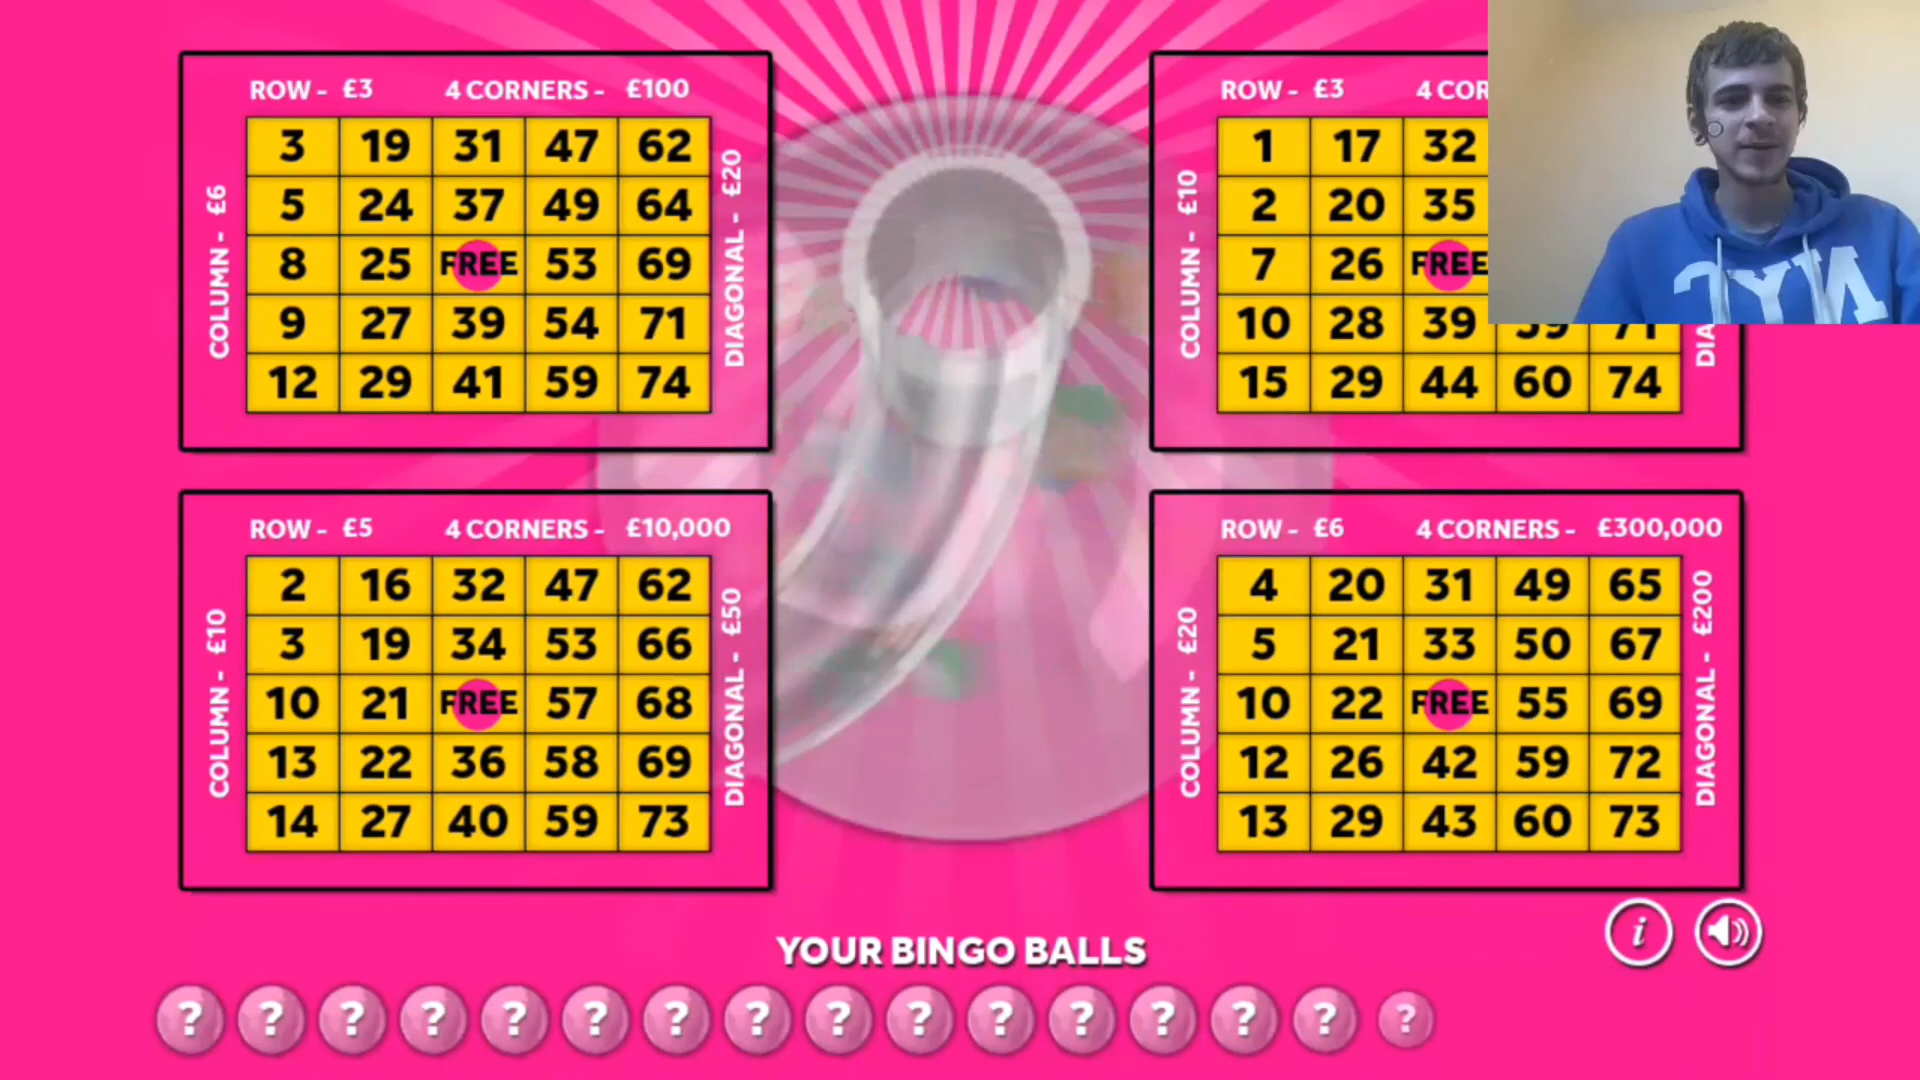 ROW - £3 4 CORNERS - £100
COLUMN - £6
3 19 31 47 62
5 24 37 49 64
8 25 FREE 53 69
9 27 39 54 71
12 29 41 59 74
DIAGONAL - £20
ROW - £3 4 COR
COLUMN - £10
1 17 32
2 20 35
7 26 FREE
10 28 39 59 71
15 29 44 60 74
DIA
NYC
ROW - £5 4 CORNERS - £10,000
COLUMN - £10
2 16 32 47 62
3 19 34 53 66
10 21 FREE 57 68
13 22 36 58 69
14 27 40 59 73
DIAGONAL - £50
ROW - £6 4 CORNERS - £300,000
COLUMN - £20
4 20 31 49 65
5 21 33 50 67
10 22 FREE 55 69
12 26 42 59 72
13 29 43 60 73
DIAGONAL - £200
i
YOUR BINGO BALLS
? ? ? ? ? ? ? ? ? ? ? ? ? ? ? ?